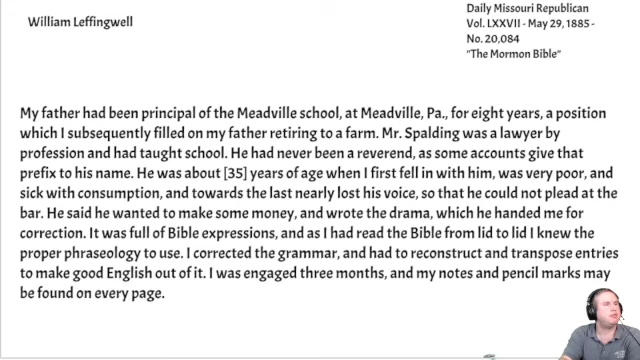 William Leffingwell
Daily Missouri Republican
Vol. LXXVII - May 29, 1885 -
No. 20,084
"The Mormon Bible"
My father had been principal of the Meadville school, at Meadville, Pa., for eight years, a position
which I subsequently filled on my father retiring to a farm. Mr. Spalding was a lawyer by
profession and had taught school. He had never been a reverend, as some accounts give that
prefix to his name. He was about [35] years of age when I first fell in with him, was very poor, and
sick with consumption, and towards the last nearly lost his voice, so that he could not plead at the
bar. He said he wanted to make some money, and wrote the drama, which he handed me for
correction. It was full of Bible expressions, and as I had read the Bible from lid to lid I knew the
proper phraseology to use. I corrected the grammar, and had to reconstruct and transpose entries
to make good English out of it. I was engaged three months, and my notes and pencil marks may
be found on every page.